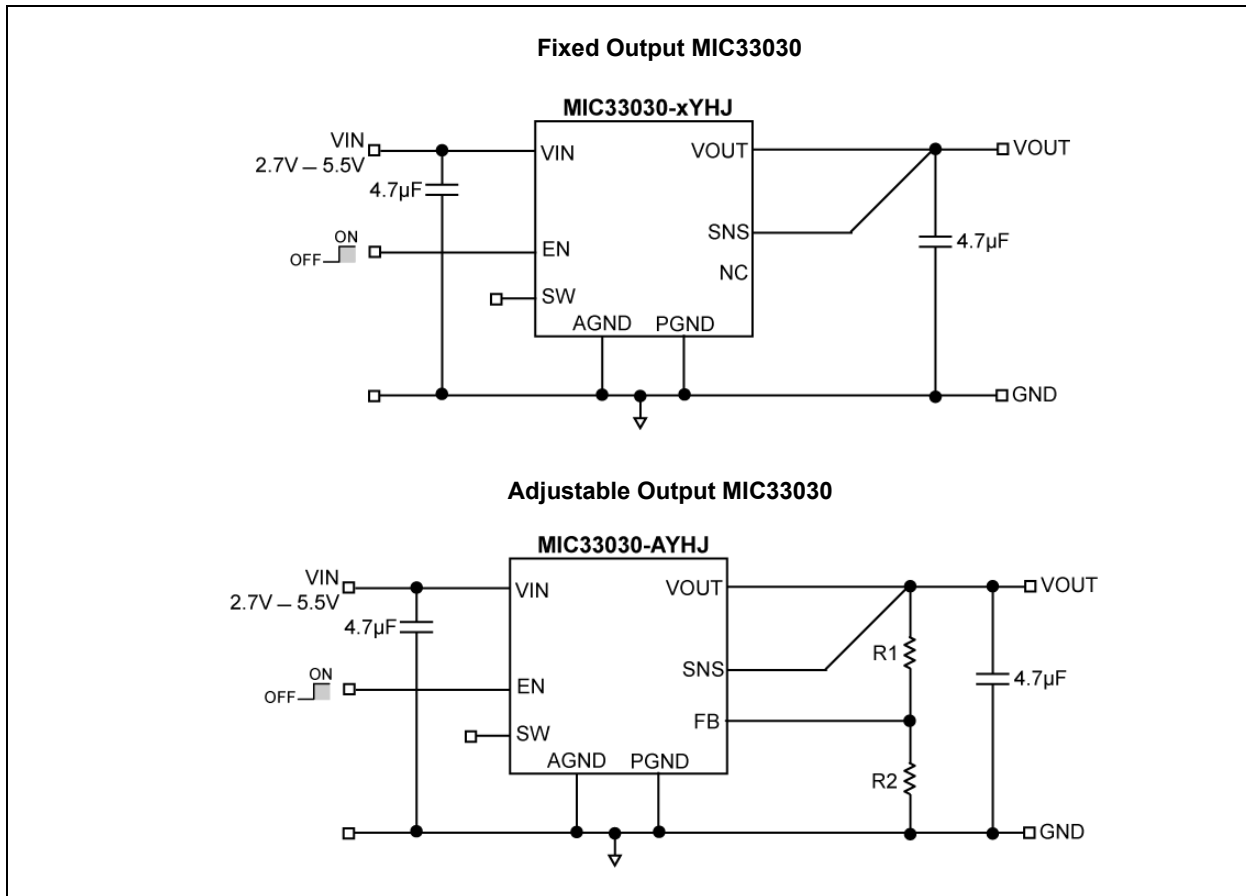 Fixed Output MIC33030
MIC33030-xYHJ
VIN
2.7V – 5.5V
4.7µF
VIN
VOUT
VOUT
SNS
4.7µF
ON
OFF
EN
NC
SW
AGND
PGND
GND
Adjustable Output MIC33030
MIC33030-AYHJ
VIN
2.7V – 5.5V
4.7µF
VIN
VOUT
VOUT
R1
SNS
4.7µF
ON
OFF
EN
FB
SW
AGND
PGND
R2
GND